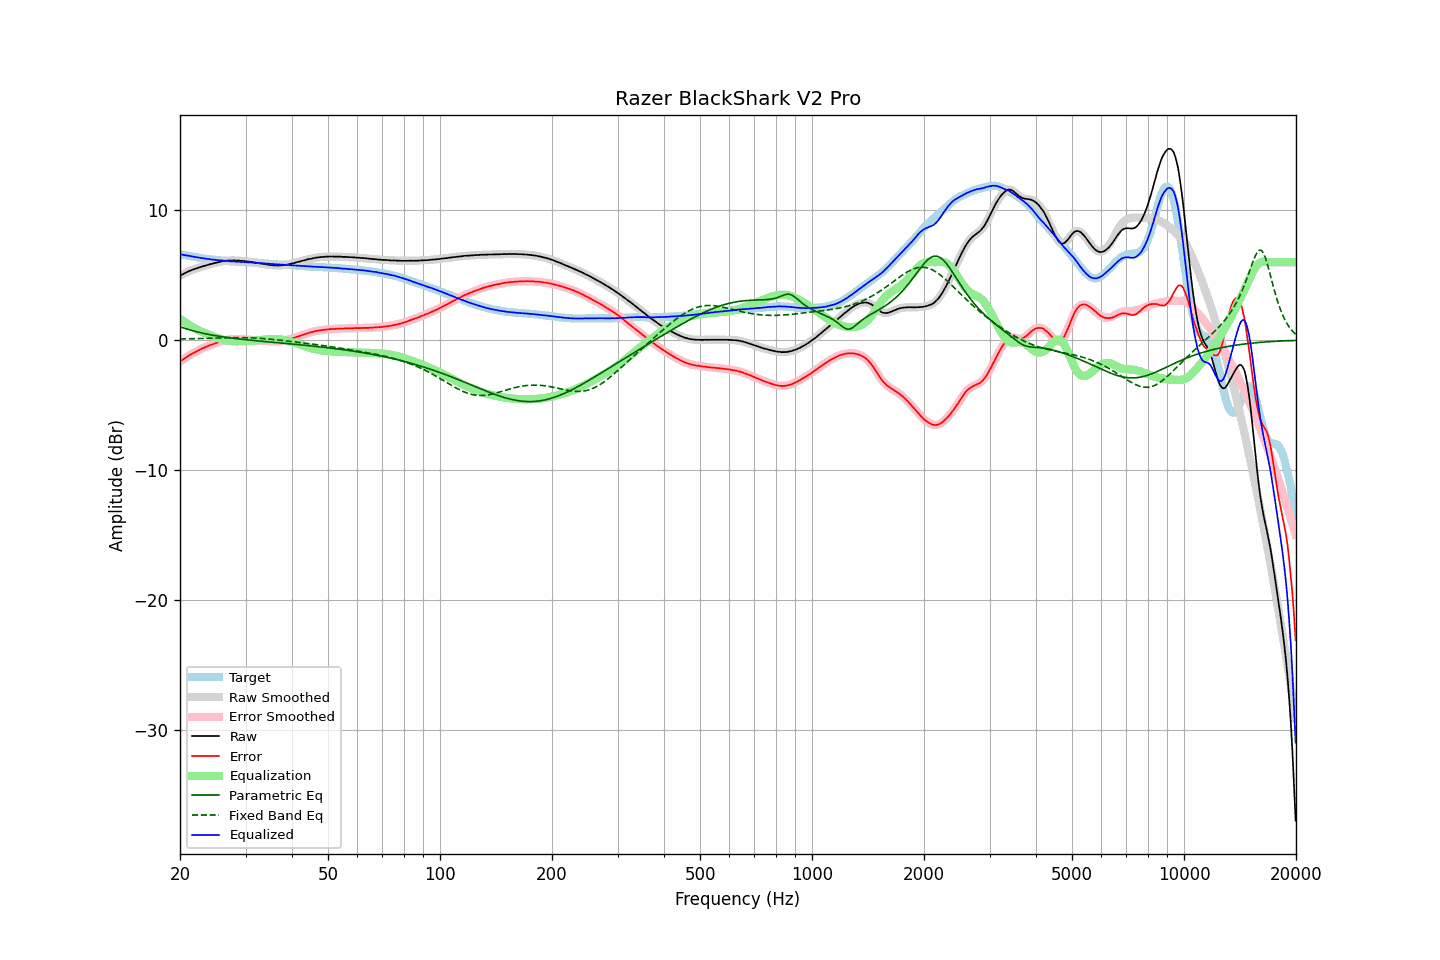 Razer BlackShark V2 Pro
Amplitude (dBr)
10
0
−10
−20
−30
Target
Raw Smoothed
Error Smoothed
Raw
Error
Equalization
Parametric Eq
Fixed Band Eq
Equalized
20 50 100 200 500 1000 2000 5000 10000 20000
Frequency (Hz)